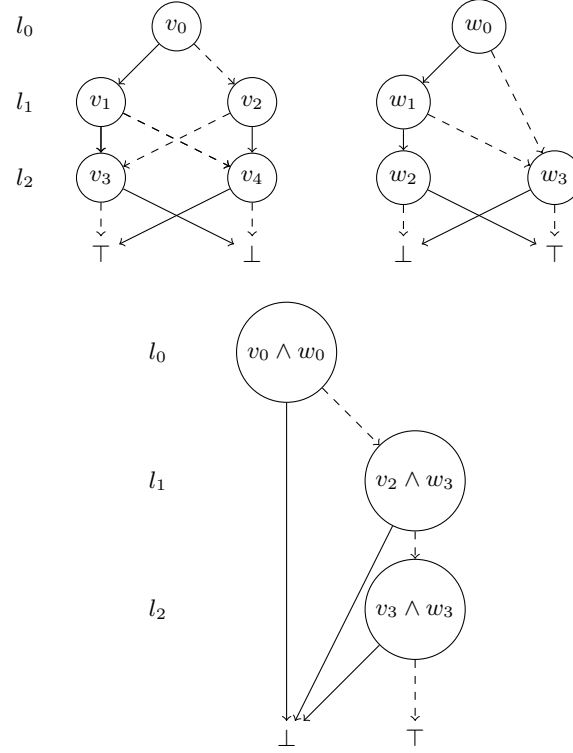 l₀ v₀ w₀
l₁ v₁ v₂ w₁
l₂ v₃ v₄ w₂ w₃
⊤ ⊥ ⊥ ⊤
l₀ v₀ ∧ w₀
l₁ v₂ ∧ w₃
l₂ v₃ ∧ w₃
⊥ ⊤